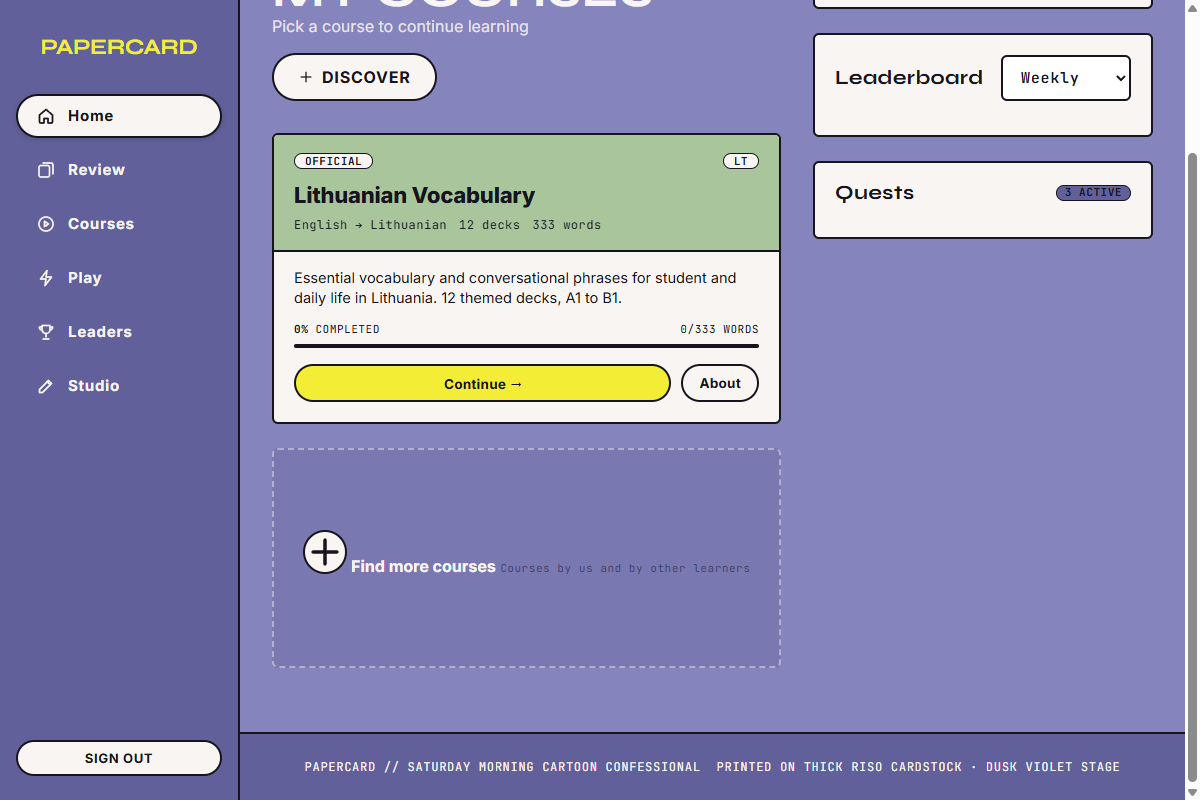 PAPERCARD
Home
Review
Courses
Play
Leaders
Studio
SIGN OUT
MY COURSES
Pick a course to continue learning
+ DISCOVER
OFFICIAL
LT
Lithuanian Vocabulary
English → Lithuanian 12 decks 333 words
Essential vocabulary and conversational phrases for student and
daily life in Lithuania. 12 themed decks, A1 to B1.
0% COMPLETED
0/333 WORDS
Continue →
About
Find more courses Courses by us and by other learners
Leaderboard
Weekly
Quests
3 ACTIVE
PAPERCARD // SATURDAY MORNING CARTOON CONFESSIONAL PRINTED ON THICK RISO CARDSTOCK · DUSK VIOLET STAGE